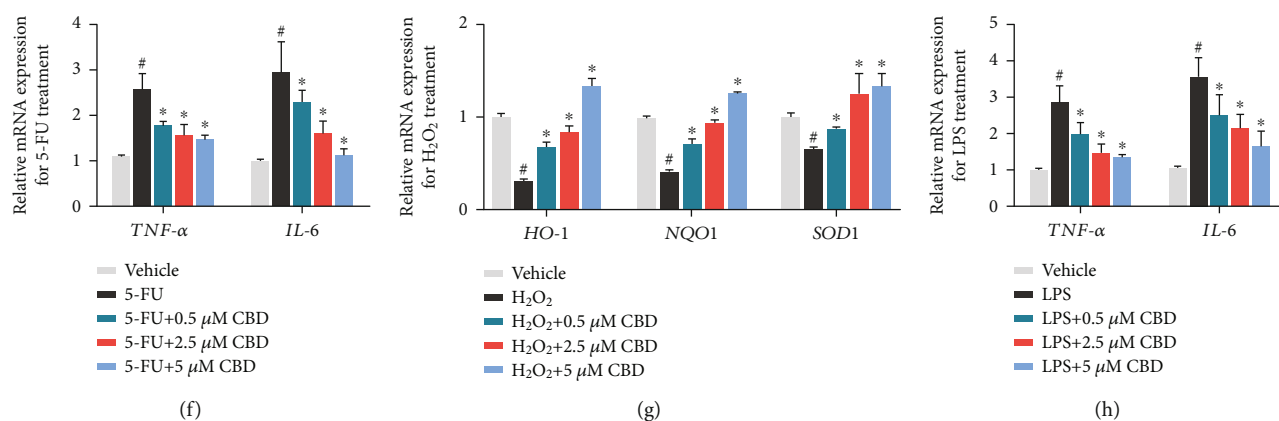 Relative mRNA expression
for 5-FU treatment
4
3
2
1
0
#
*
*
*
#
*
*
*
TNF-α
IL-6
Vehicle
5-FU
5-FU+0.5 μM CBD
5-FU+2.5 μM CBD
5-FU+5 μM CBD
(f)
Relative mRNA expression
for H₂O₂ treatment
2
1
0
#
*
*
*
#
*
*
*
#
*
*
*
HO-1
NQO1
SOD1
Vehicle
H₂O₂
H₂O₂+0.5 μM CBD
H₂O₂+2.5 μM CBD
H₂O₂+5 μM CBD
(g)
Relative mRNA expression
for LPS treatment
5
4
3
2
1
0
#
*
*
*
#
*
*
*
TNF-α
IL-6
Vehicle
LPS
LPS+0.5 μM CBD
LPS+2.5 μM CBD
LPS+5 μM CBD
(h)